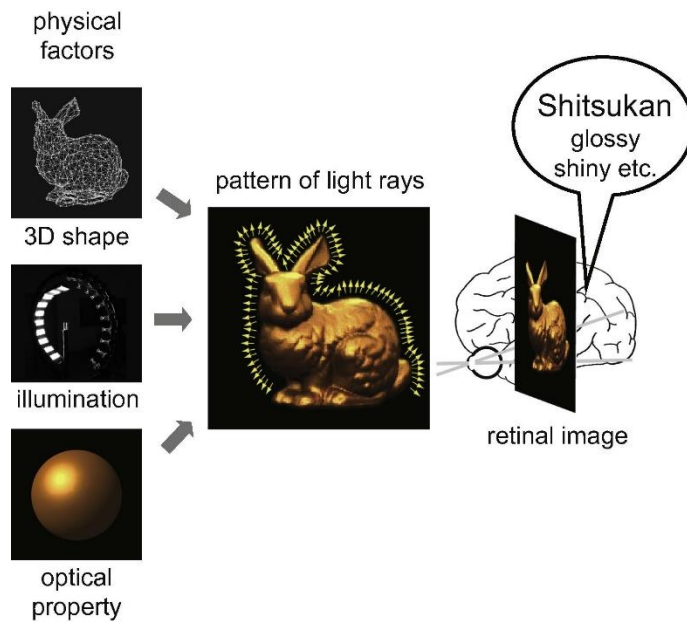 physical
factors
3D shape
illumination
optical
property
pattern of light rays
Shitsukan
glossy
shiny etc.
retinal image